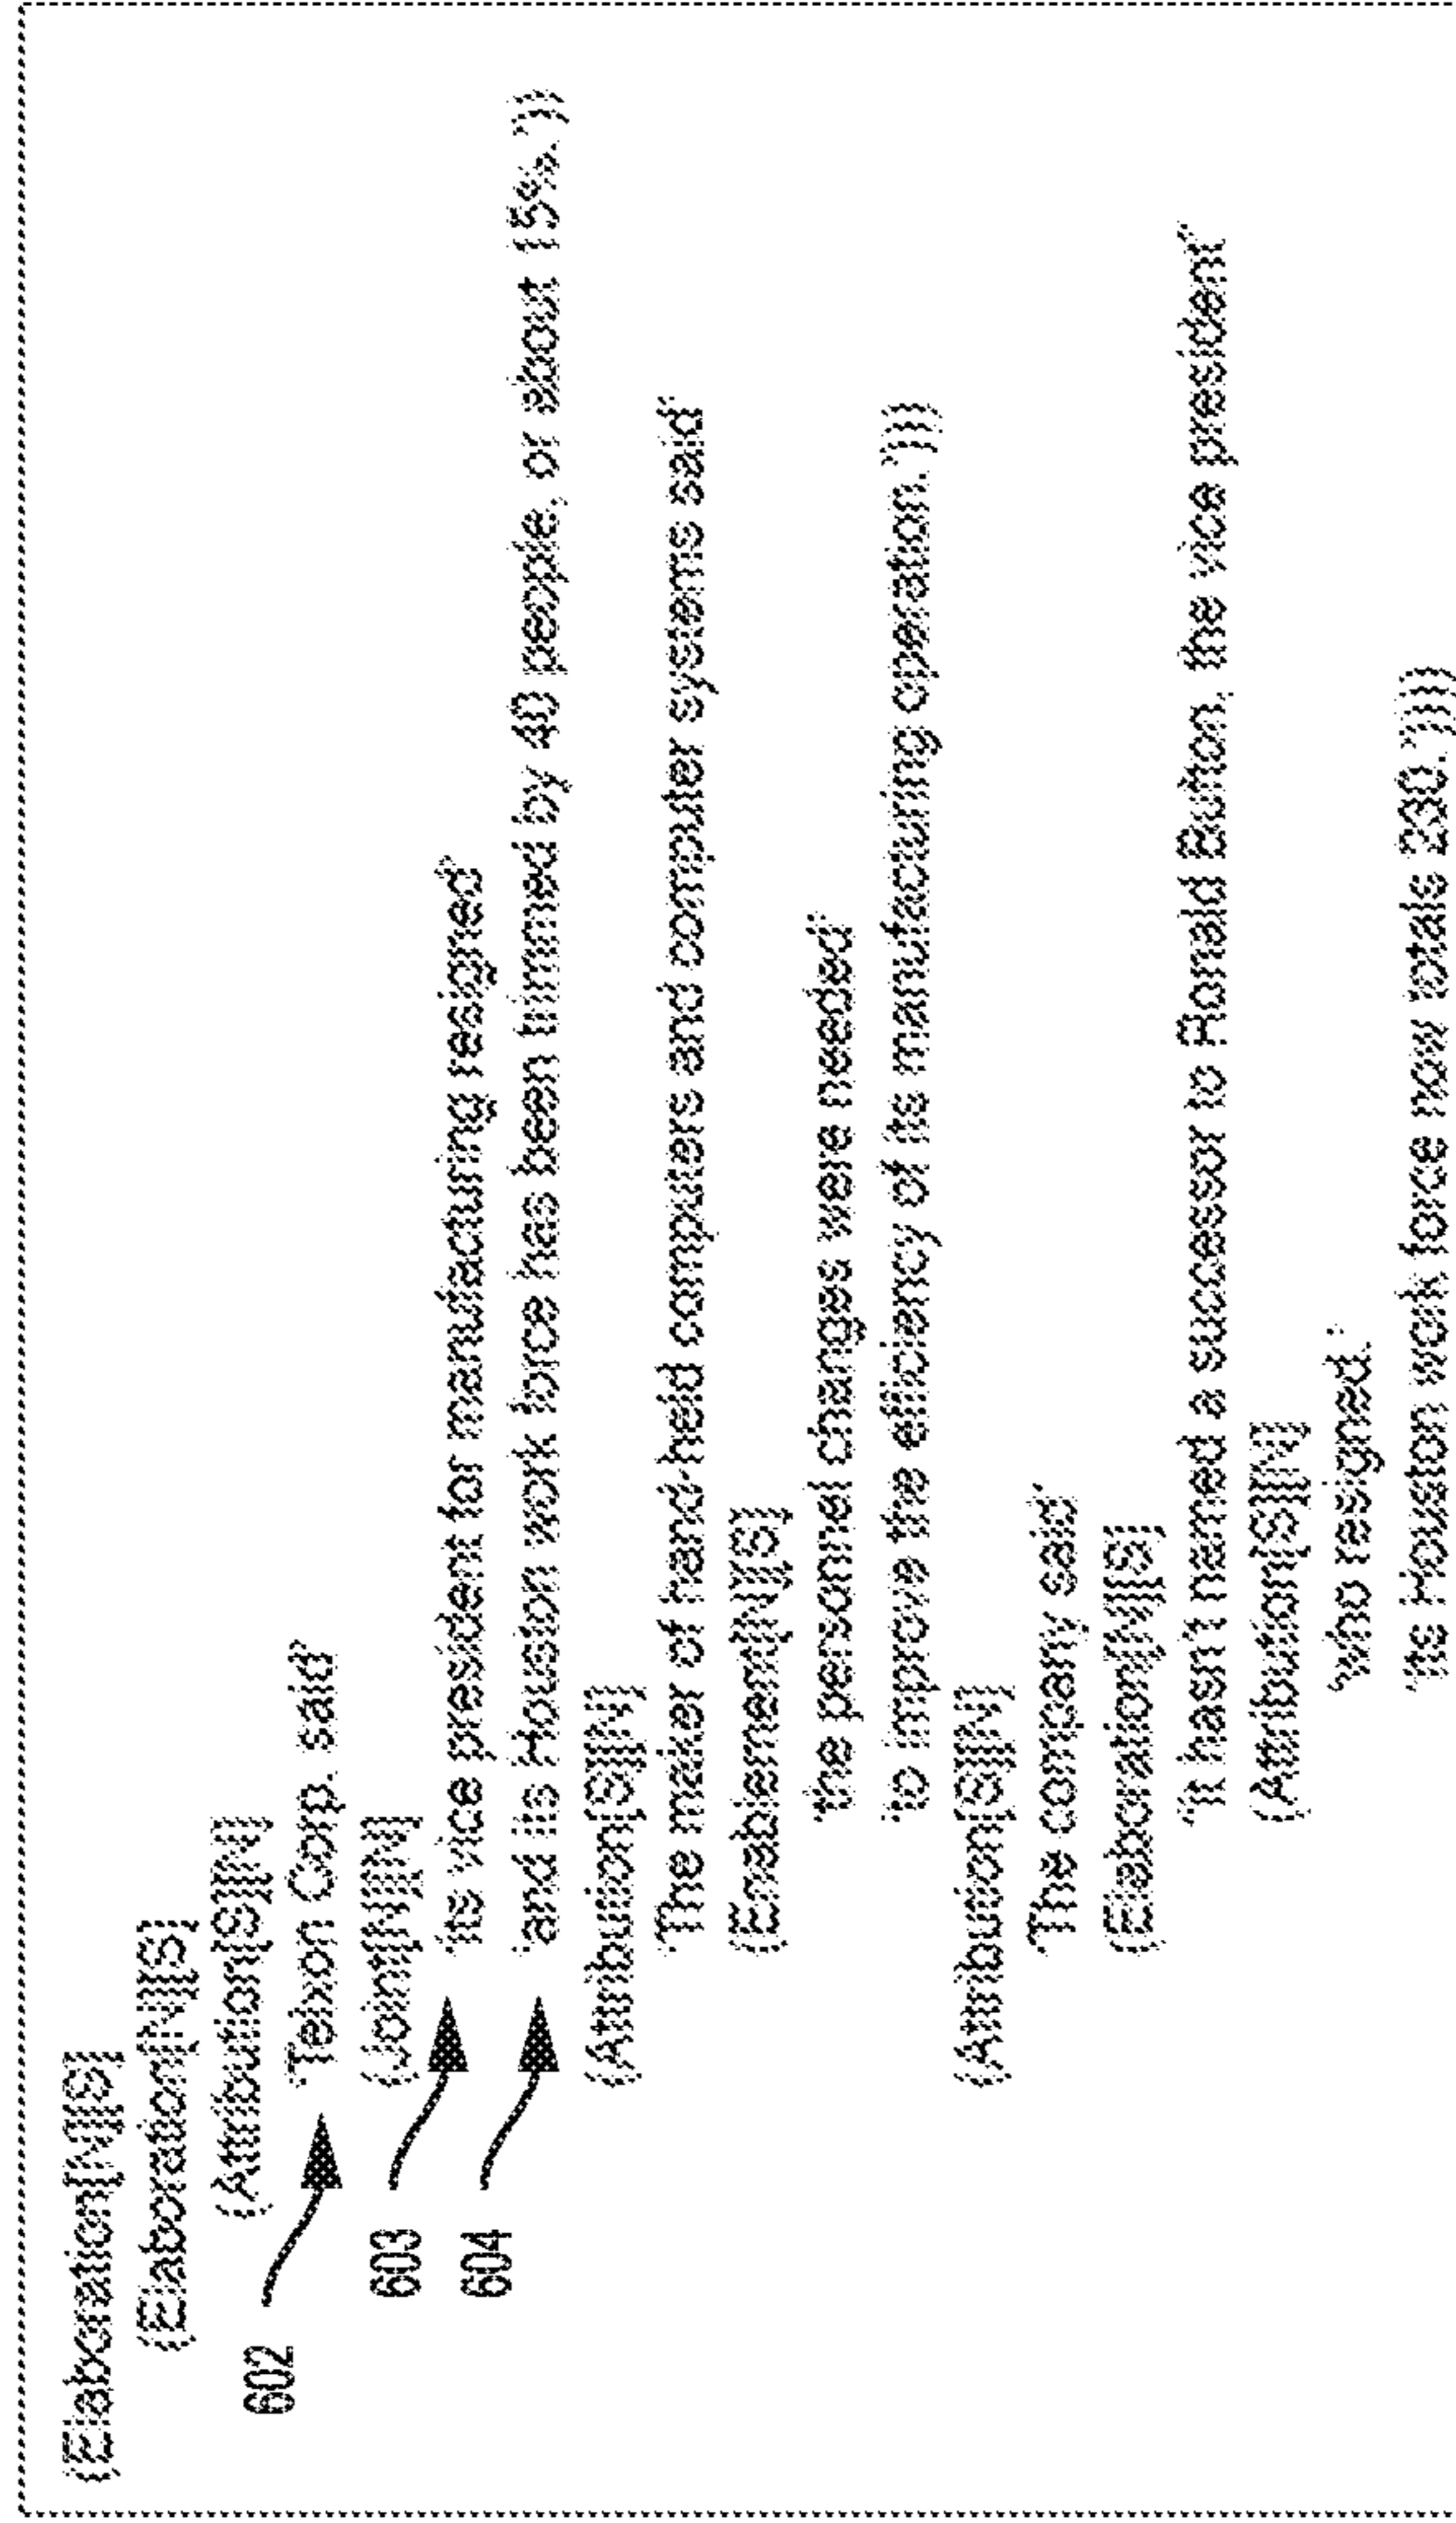 (Elaboration[N][S]
(Elaboration[N][S]
(Attribution[S][N]
602 'Telxon Corp. said'
(Joint[N][N]
603 'its vice president for manufacturing resigned'
604 'and its Houston work force has been trimmed by 40 people, or about 15%.'))
(Attribution[S][N]
'The maker of hand-held computers and computer systems said'
(Enablement[N][S]
'the personnel changes were needed'
'to improve the efficiency of its manufacturing operation.')))
(Attribution[S][N]
'The company said'
(Elaboration[N][S]
'it hasn't named a successor to Ronald Button, the vice president'
(Attribution[S][N]
'who resigned.'
'its Houston work force now totals 230.'))))